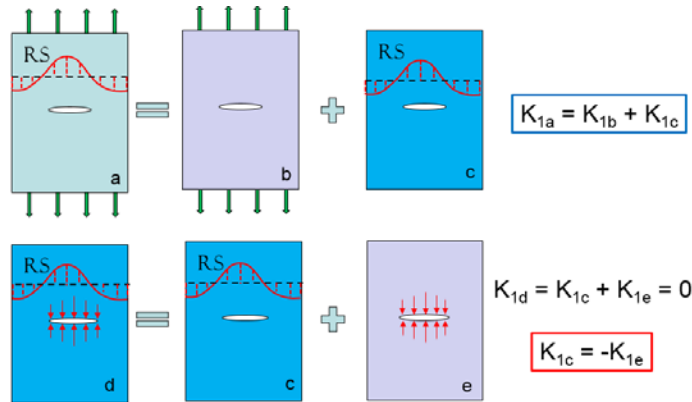 RS
a
=
b
+
RS
c
K₁ₐ = K₁b + K₁c
RS
d
=
RS
c
+
e
K₁d = K₁c + K₁e = 0
K₁c = -K₁e